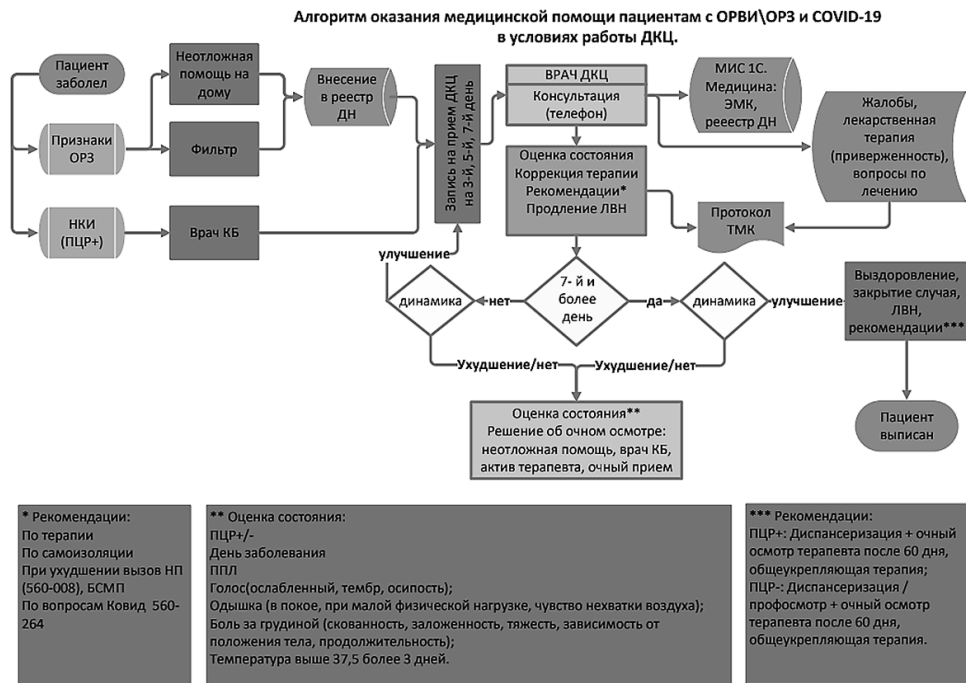 Алгоритм оказания медицинской помощи пациентам с ОРВИ\ОРЗ и COVID-19
в условиях работы ДКЦ.
Пациент
заболел
Признаки
ОРЗ
НКИ
(ПЦР+)
Неотложная
помощь на
дому
Фильтр
Врач КБ
Внесение
в реестр
ДН
Запись на прием ДКЦ
на 3-й, 5-й, 7-й день
ВРАЧ ДКЦ
Консультация
(телефон)
Оценка состояния
Коррекция терапии
Рекомендации*
Продление ЛВН
МИС 1С.
Медицина:
ЭМК,
рееестр ДН
Жалобы,
лекарственная
терапия
(приверженность),
вопросы по
лечению
Протокол
ТМК
улучшение
динамика
нет
7- й и
более
день
да
динамика
улучшение
Выздоровление,
закрытие случая,
ЛВН,
рекомендации***
Ухудшение/нет
Ухудшение/нет
Оценка состояния**
Решение об очном осмотре:
неотложная помощь, врач КБ,
актив терапевта, очный прием
Пациент
выписан
* Рекомендации:
По терапии
По самоизоляции
При ухудшении вызов НП
(560-008), БСМП
По вопросам Ковид 560-
264
** Оценка состояния:
ПЦР+/-
День заболевания
ППЛ
Голос(ослабленный, тембр, осипость);
Одышка (в покое, при малой физической нагрузке, чувство нехватки воздуха);
Боль за грудиной (скованность, заложенность, тяжесть, зависимость от
положения тела, продолжительность);
Температура выше 37,5 более 3 дней.
*** Рекомендации:
ПЦР+: Диспансеризация + очный
осмотр терапевта после 60 дня,
общеукрепляющая терапия;
ПЦР-: Диспансеризация /
профосмотр + очный осмотр
терапевта после 60 дня,
общеукрепляющая терапия.